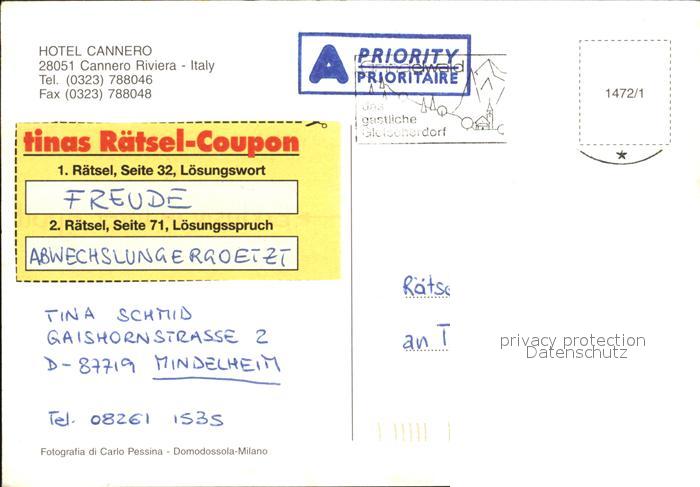 HOTEL CANNERO
28051 Cannero Riviera - Italy
Tel. (0323) 788046
Fax (0323) 788048
A PRIORITY
PRIORITAIRE
das
gastliche
Gletscherdorf
1472/1
tinas Rätsel-Coupon
1. Rätsel, Seite 32, Lösungswort
FREUDE
2. Rätsel, Seite 71, Lösungsspruch
ABWECHSLUNGERGOETZT
TINA SCHMID
GAISHORNSTRASSE 2
D-87719 MINDELHEIM
Tel. 08261 1535
Räts
an T
privacy protection
Datenschutz
Fotografia di Carlo Pessina - Domodossola-Milano